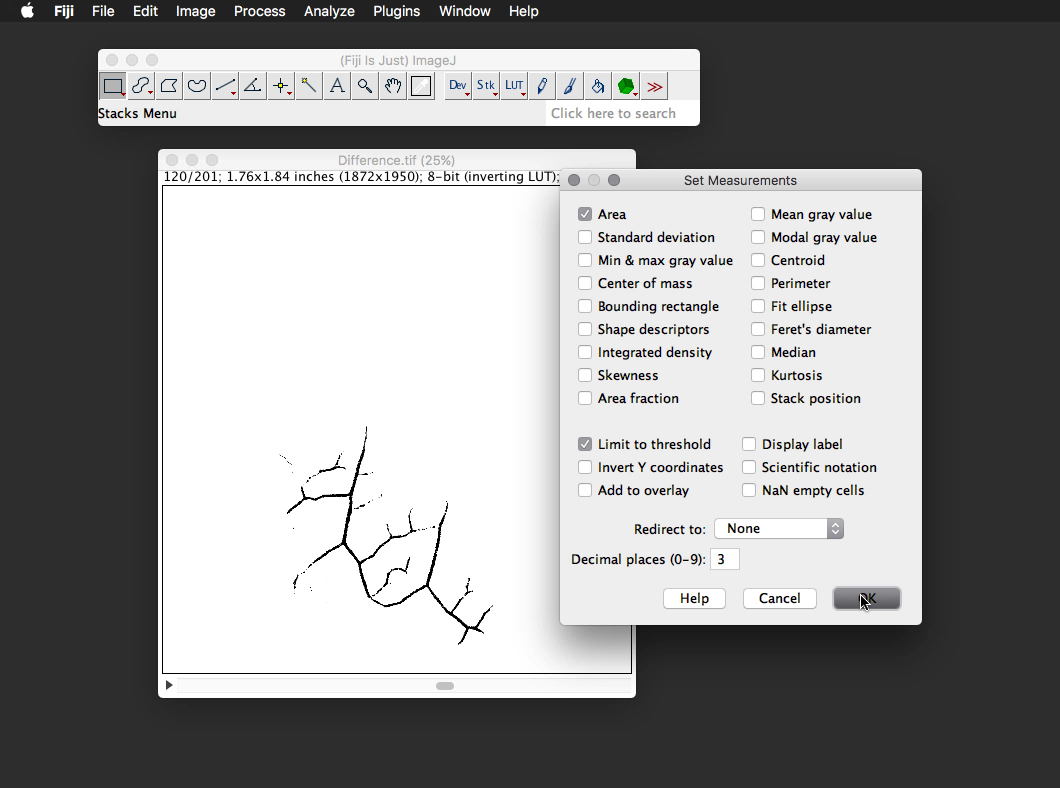 Fiji File Edit Image Process Analyze Plugins Window Help
(Fiji Is Just) ImageJ
A Dev Stk LUT >>
Stacks Menu Click here to search
Difference.tif (25%)
120/201; 1.76x1.84 inches (1872x1950); 8-bit (inverting LUT);
Set Measurements
Area Mean gray value
Standard deviation Modal gray value
Min & max gray value Centroid
Center of mass Perimeter
Bounding rectangle Fit ellipse
Shape descriptors Feret's diameter
Integrated density Median
Skewness Kurtosis
Area fraction Stack position
Limit to threshold Display label
Invert Y coordinates Scientific notation
Add to overlay NaN empty cells
Redirect to: None
Decimal places (0-9): 3
Help Cancel OK